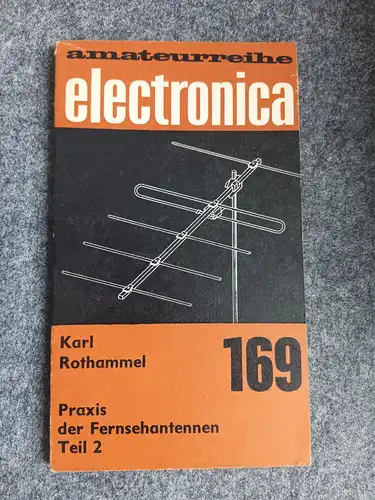 amateurreihe
electronica
Karl
Rothammel
169
Praxis
der Fernsehantennen
Teil 2